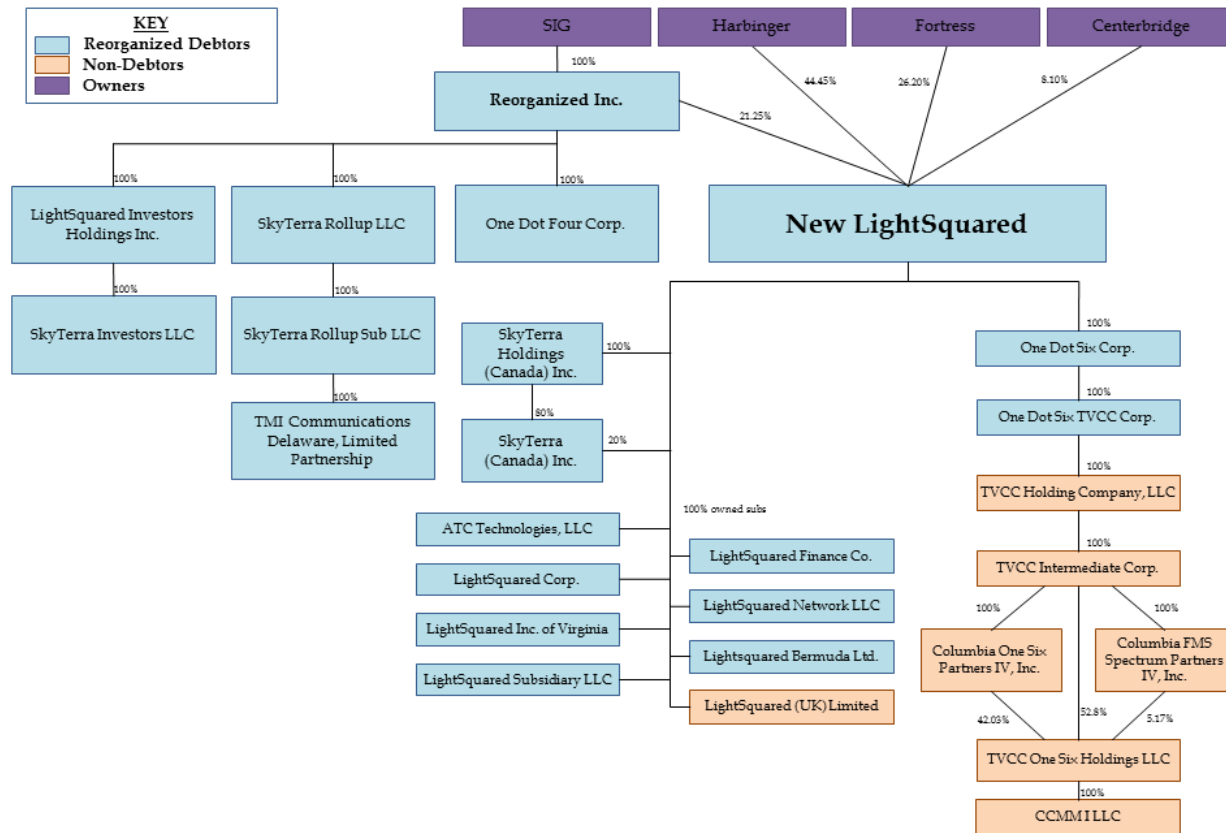 KEY
Reorganized Debtors
Non-Debtors
Owners
SIG
Harbinger
Fortress
Centerbridge
100%
44.45%
26.20%
8.10%
Reorganized Inc.
21.25%
100%
100%
100%
LightSquared Investors
Holdings Inc.
SkyTerra Rollup LLC
One Dot Four Corp.
New LightSquared
100%
100%
SkyTerra Investors LLC
SkyTerra Rollup Sub LLC
SkyTerra
Holdings
(Canada) Inc.
100%
100%
One Dot Six Corp.
100%
80%
100%
TMI Communications
Delaware, Limited
Partnership
SkyTerra
(Canada) Inc.
20%
One Dot Six TVCC Corp.
100%
TVCC Holding Company, LLC
100% owned subs
ATC Technologies, LLC
LightSquared Finance Co.
100%
TVCC Intermediate Corp.
LightSquared Corp.
LightSquared Network LLC
100%
100%
LightSquared Inc. of Virginia
Lightsquared Bermuda Ltd.
Columbia One Six
Partners IV, Inc.
Columbia FMS
Spectrum Partners
IV, Inc.
LightSquared Subsidiary LLC
LightSquared (UK) Limited
42.03%
52.8%
5.17%
TVCC One Six Holdings LLC
100%
CCMM I LLC